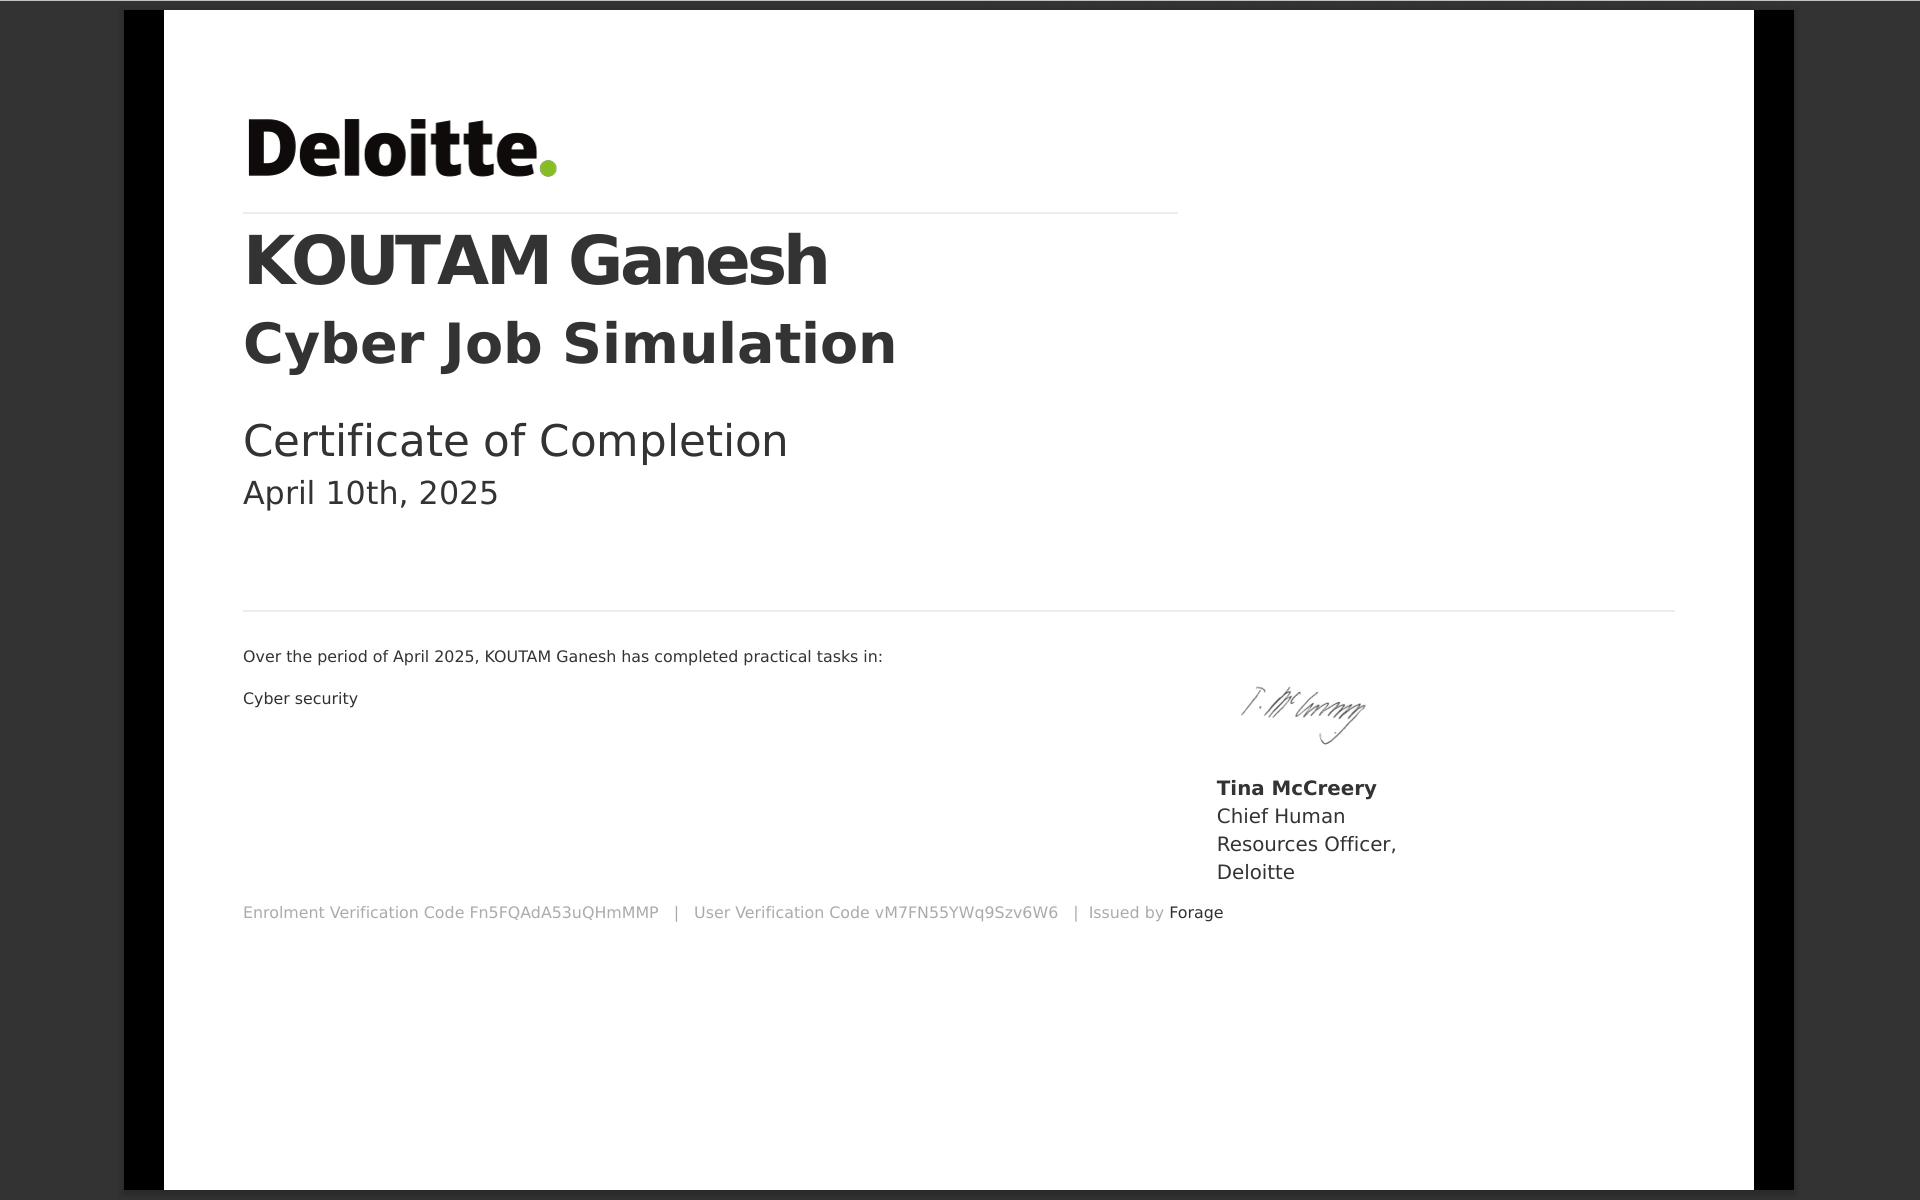 Deloitte.
KOUTAM Ganesh
Cyber Job Simulation
Certificate of Completion
April 10th, 2025
Over the period of April 2025, KOUTAM Ganesh has completed practical tasks in:
Cyber security
T. McCreery
Tina McCreery
Chief Human
Resources Officer,
Deloitte
Enrolment Verification Code Fn5FQAdA53uQHmMMP | User Verification Code vM7FN55YWq9Szv6W6 | Issued by Forage